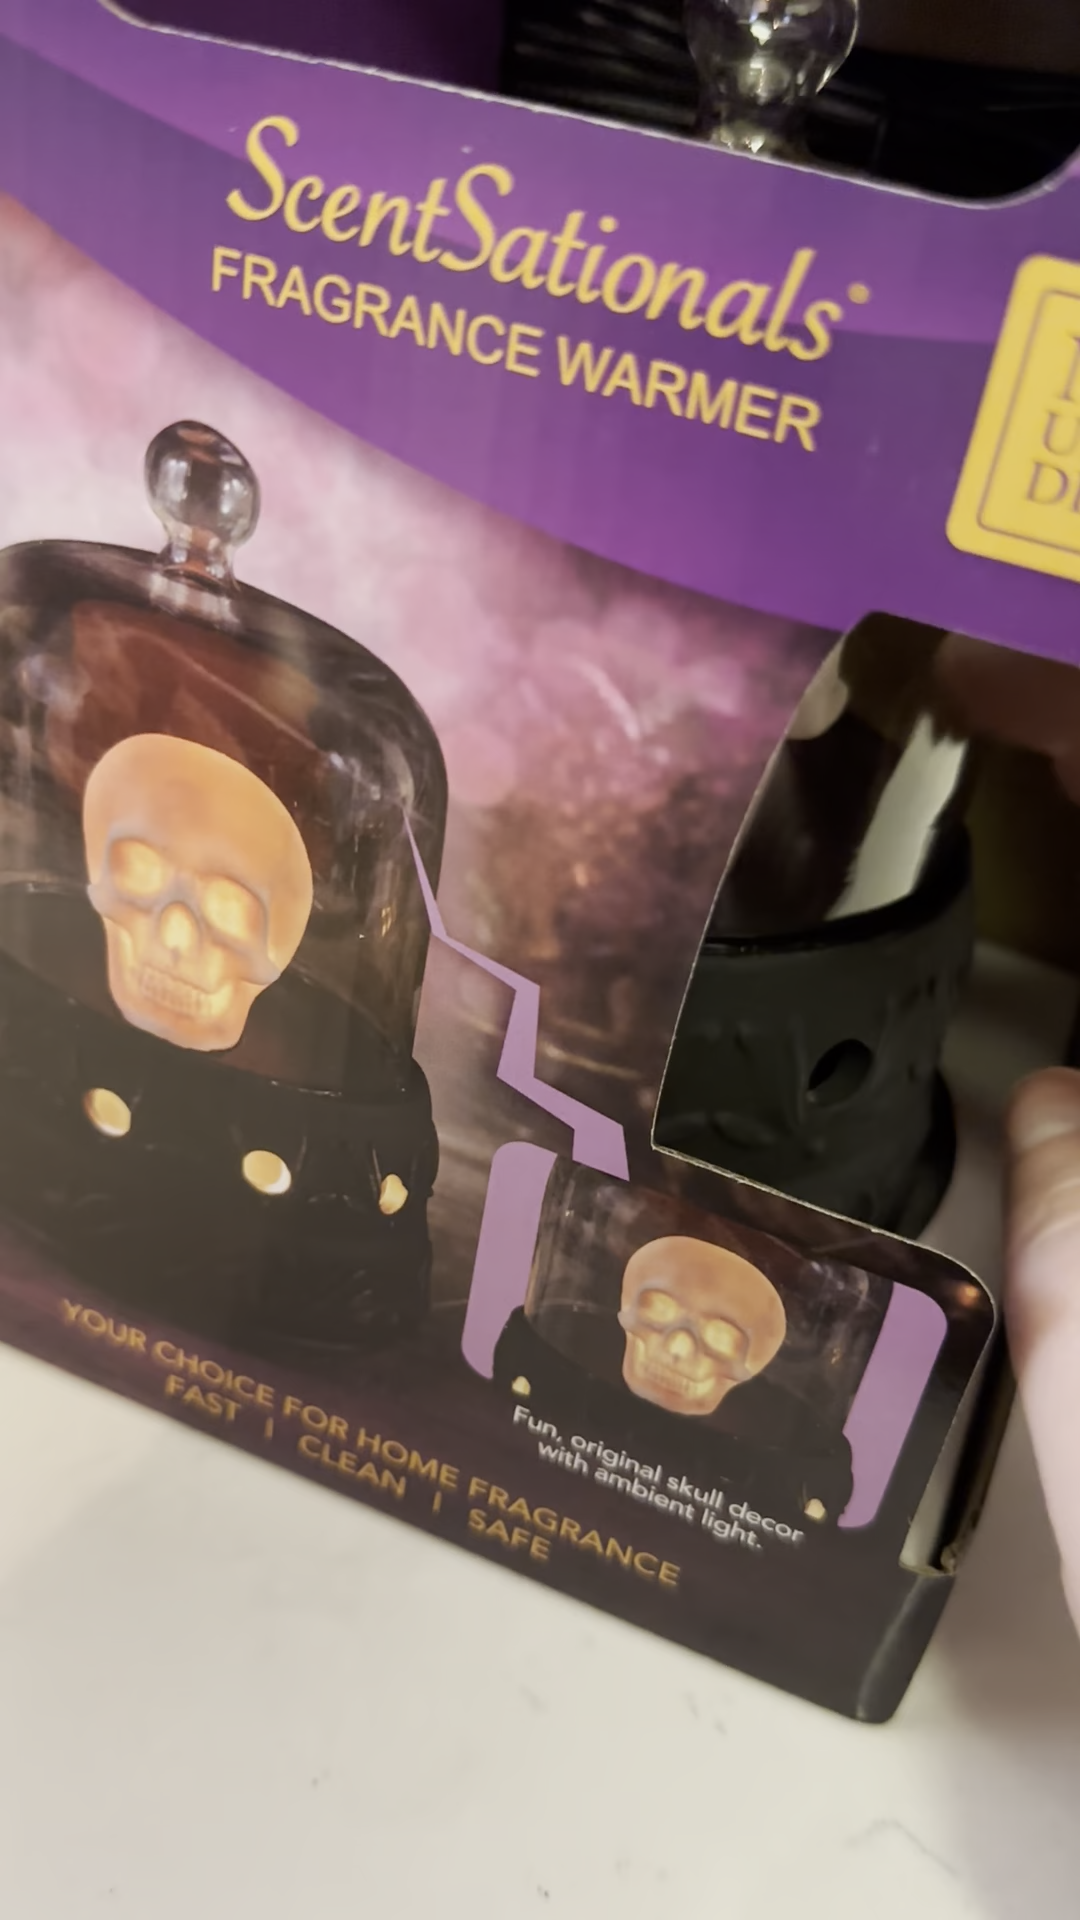 ScentSationals
FRAGRANCE WARMER
Fun, original skull decor
with ambient light.
YOUR CHOICE FOR HOME FRAGRANCE
FAST | CLEAN | SAFE